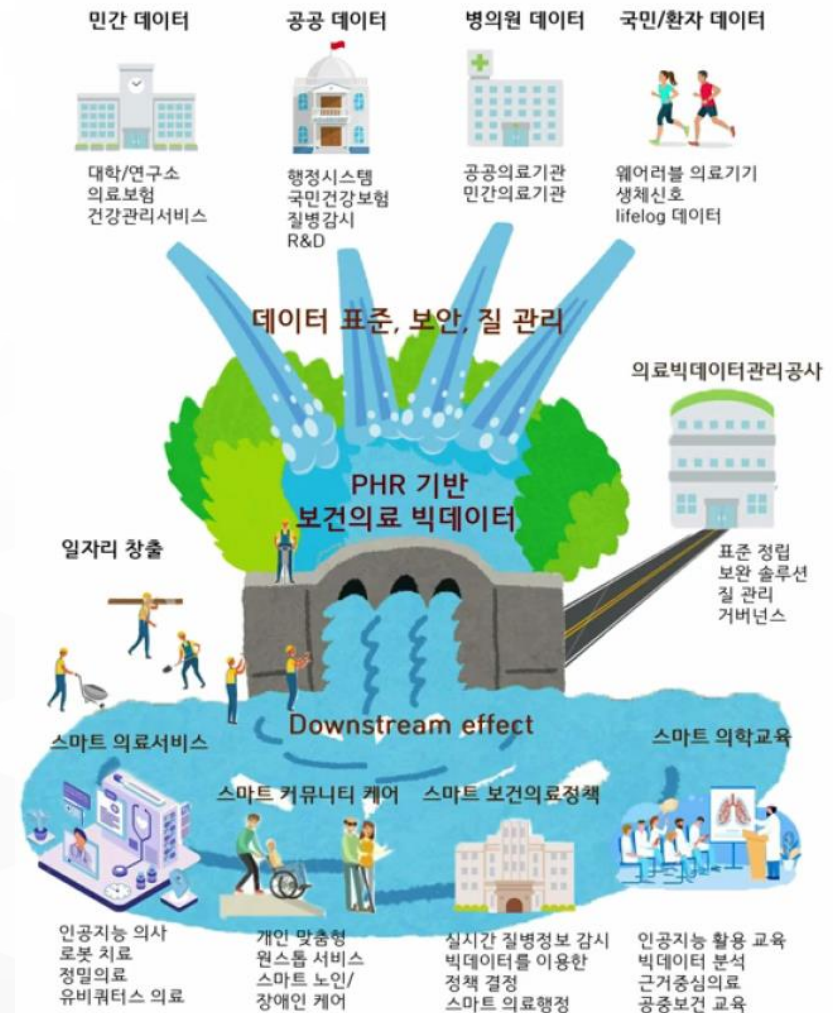 민간 데이터
공공 데이터
병의원 데이터
국민/환자 데이터
대학/연구소
의료보험
건강관리서비스
행정시스템
국민건강보험
질병감시
R&D
공공의료기관
민간의료기관
웨어러블 의료기기
생체신호
lifelog 데이터
데이터 표준, 보안, 질 관리
의료빅데이터관리공사
PHR 기반
보건의료 빅데이터
일자리 창출
표준 정립
보완 솔루션
질 관리
거버넌스
Downstream effect
스마트 의료서비스
스마트 커뮤니티 케어
스마트 보건의료정책
스마트 의학교육
인공지능 의사
로봇 치료
정밀의료
유비쿼터스 의료
개인 맞춤형
원스톱 서비스
스마트 노인/
장애인 케어
실시간 질병정보 감시
빅데이터를 이용한
정책 결정
스마트 의료행정
인공지능 활용 교육
빅데이터 분석
근거중심의료
공중보건 교육